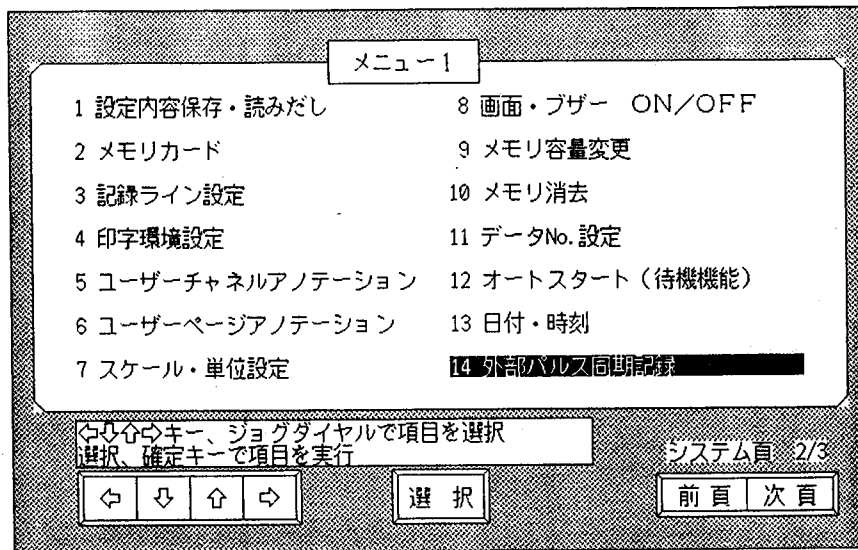 メニュー1
1 設定内容保存・読みだし
2 メモリカード
3 記録ライン設定
4 印字環境設定
5 ユーザーチャネルアノテーション
6 ユーザーページアノテーション
7 スケール・単位設定
8 画面・ブザー ON/OFF
9 メモリ容量変更
10 メモリ消去
11 データNo.設定
12 オートスタート(待機機能)
13 日付・時刻
14 外部パルス同期記録
⇦⇩⇧⇨キー、ジョグダイヤルで項目を選択
選択、確定キーで項目を実行
システム頁 2/3
⇦ ⇩ ⇧ ⇨ 選 択 前 頁 次 頁